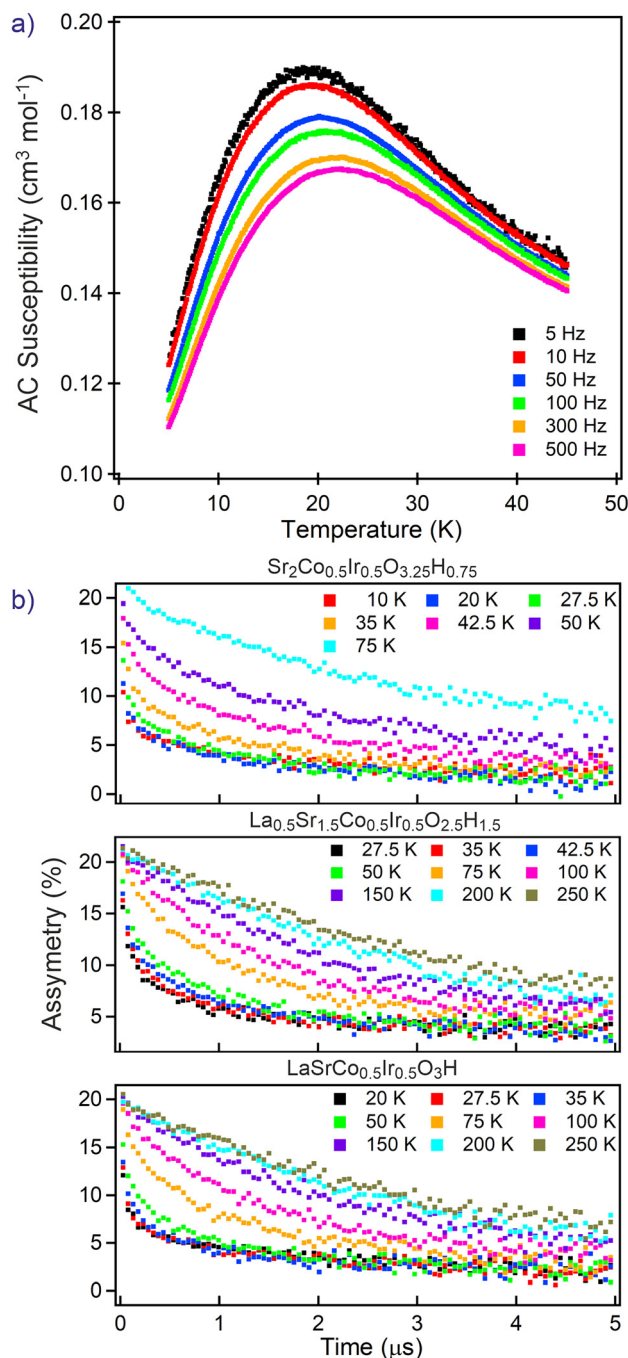 a)
0.20
0.18
0.16
0.14
0.12
0.10
AC Susceptibility (cm³ mol⁻¹)
5 Hz
10 Hz
50 Hz
100 Hz
300 Hz
500 Hz
0 10 20 30 40 50
Temperature (K)
b)
Sr₂Co₀.₅Ir₀.₅O₃.₂₅H₀.₇₅
20
15
10
5
0
10 K 20 K 27.5 K
35 K 42.5 K 50 K
75 K
La₀.₅Sr₁.₅Co₀.₅Ir₀.₅O₂.₅H₁.₅
20
15
10
5
27.5 K 35 K 42.5 K
50 K 75 K 100 K
150 K 200 K 250 K
Assymetry (%)
LaSrCo₀.₅Ir₀.₅O₃H
20
15
10
5
0
20 K 27.5 K 35 K
50 K 75 K 100 K
150 K 200 K 250 K
0 1 2 3 4 5
Time (µs)